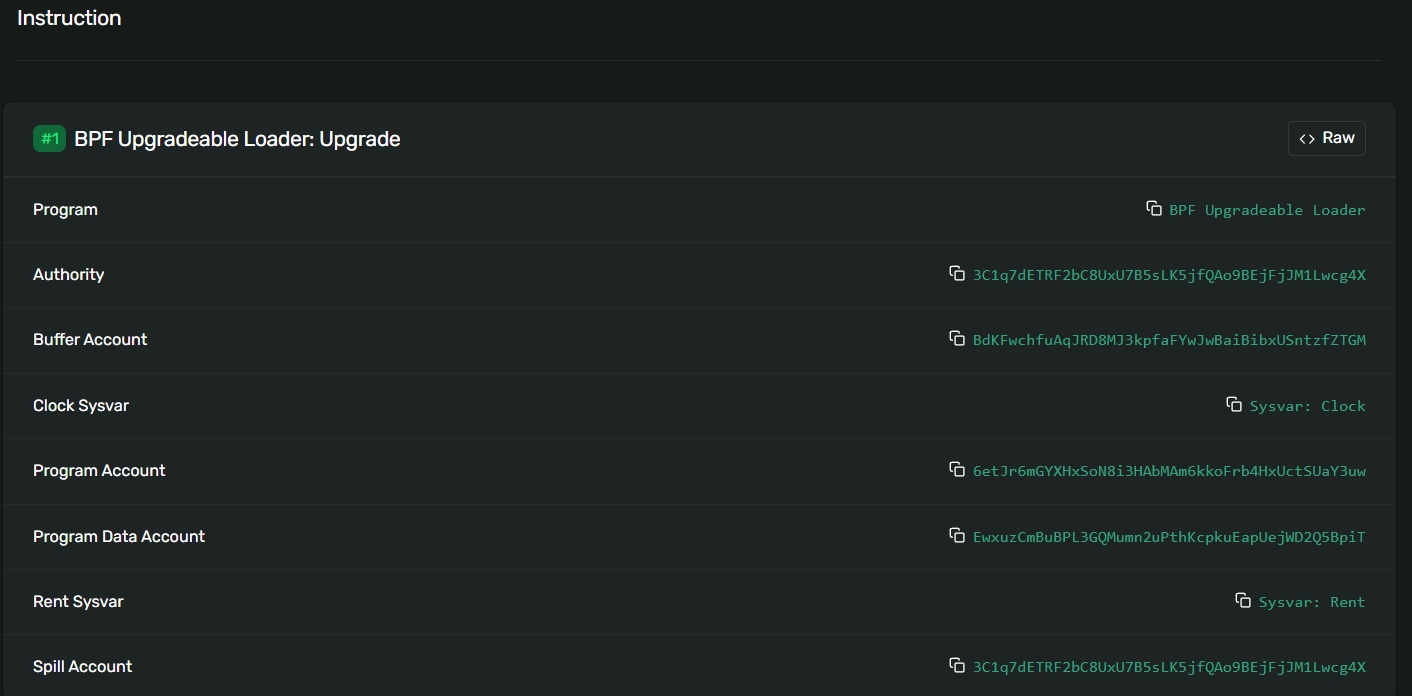 Instruction
#1 BPF Upgradeable Loader: Upgrade
<> Raw
Program BPF Upgradeable Loader
Authority 3C1q7dETRF2bC8UxU7B5sLK5jfQAo9BEjFjJM1Lwcg4X
Buffer Account BdKFwchfuAqJRD8MJ3kpfaFYwJwBaiBibxUSntzfZTGM
Clock Sysvar Sysvar: Clock
Program Account 6etJr6mGYXHxSoN8i3HAbMAm6kkoFrb4HxUctSUaY3uw
Program Data Account EwxuzCmBuBPL3GQMumn2uPthKcpkuEapUejWD2Q5BpiT
Rent Sysvar Sysvar: Rent
Spill Account 3C1q7dETRF2bC8UxU7B5sLK5jfQAo9BEjFjJM1Lwcg4X